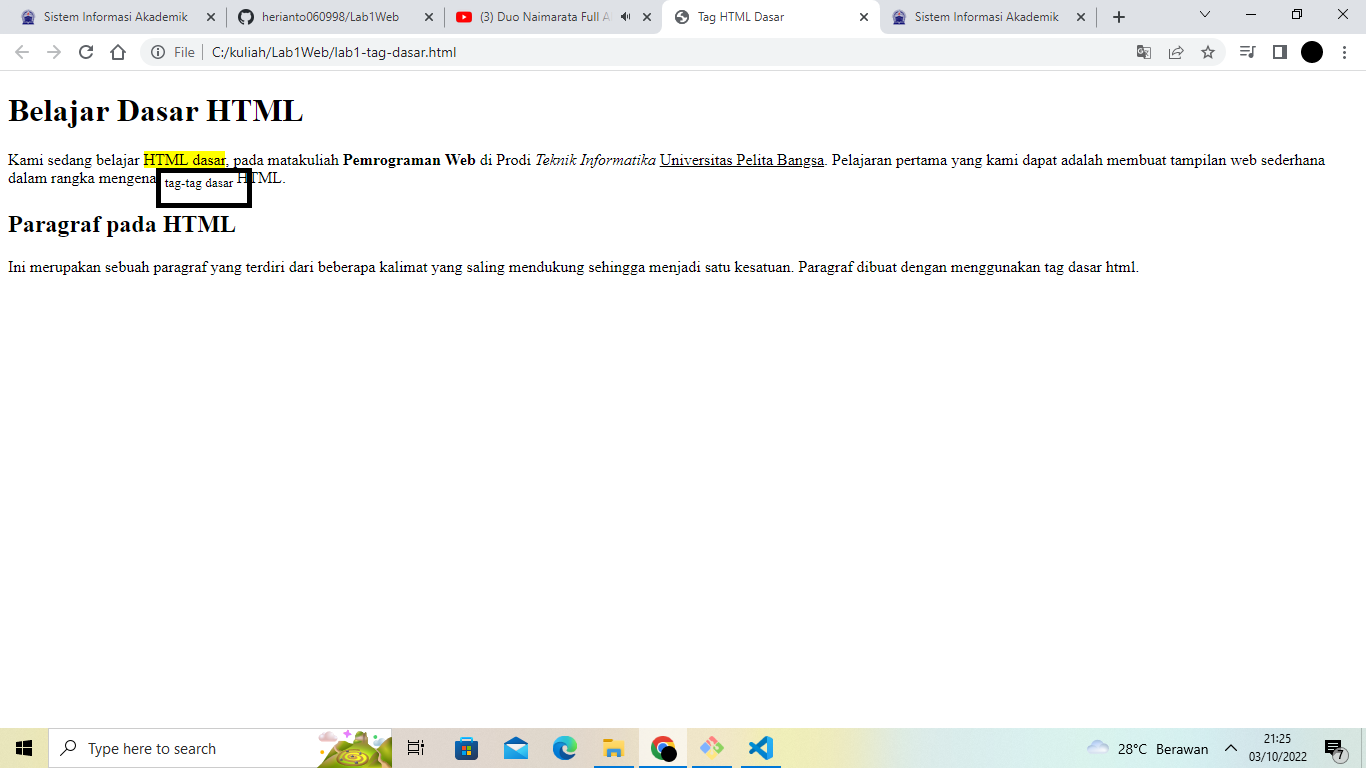 Sistem Informasi Akademik
herianto060998/Lab1Web
(3) Duo Naimarata Full A
Tag HTML Dasar
Sistem Informasi Akademik
File
C:/kuliah/Lab1Web/lab1-tag-dasar.html
Belajar Dasar HTML
Kami sedang belajar HTML dasar, pada matakuliah Pemrograman Web di Prodi Teknik Informatika Universitas Pelita Bangsa. Pelajaran pertama yang kami dapat adalah membuat tampilan web sederhana
dalam rangka mengena tag-tag dasar HTML.
Paragraf pada HTML
Ini merupakan sebuah paragraf yang terdiri dari beberapa kalimat yang saling mendukung sehingga menjadi satu kesatuan. Paragraf dibuat dengan menggunakan tag dasar html.
Type here to search
28°C Berawan
21:25
03/10/2022
7